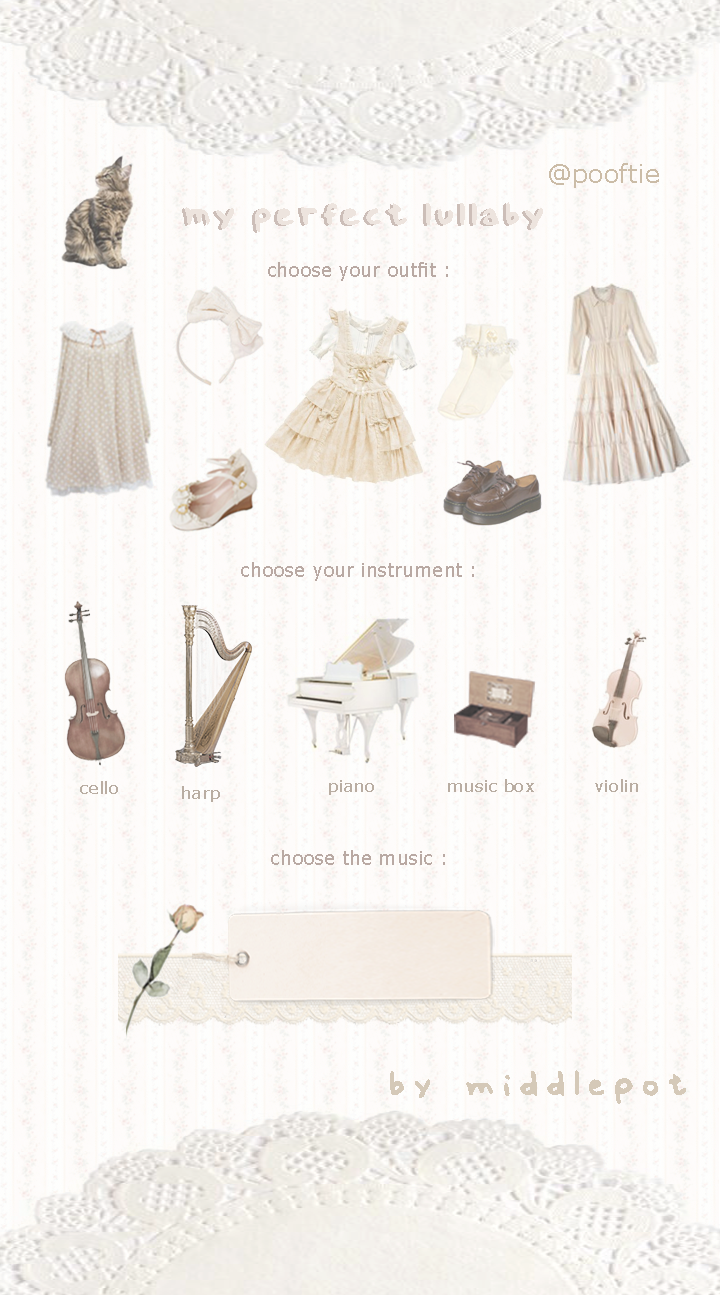 @pooftie
my perfect lullaby
choose your outfit :
choose your instrument :
cello
harp
piano
music box
violin
choose the music :
by middlepot